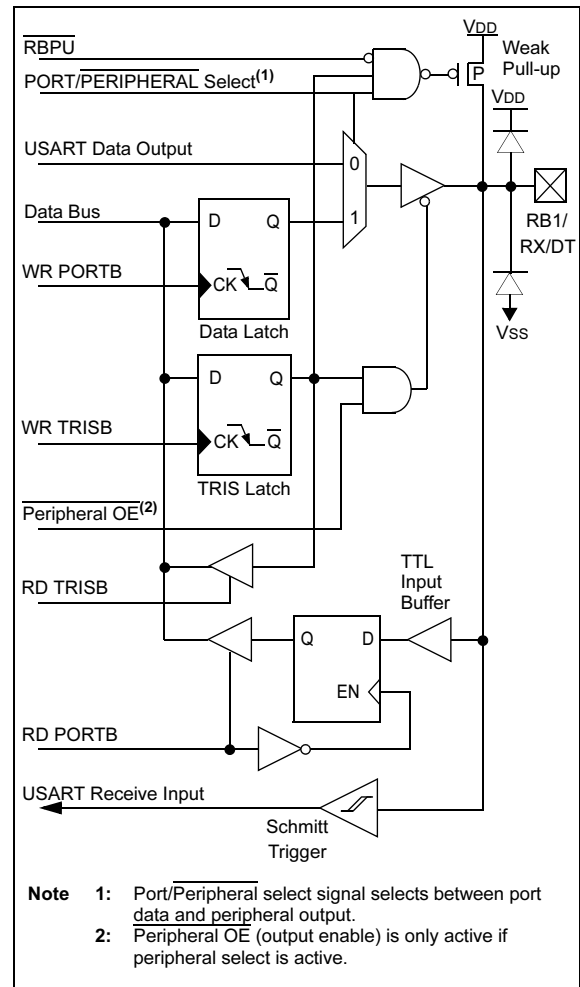 VDD
RBPU
Weak
Pull-up
P
PORT/PERIPHERAL Select(1)
VDD
USART Data Output
0
Data Bus
D Q
1
RB1/
RX/DT
WR PORTB
CK Q
Data Latch
VSS
D Q
WR TRISB
CK Q
TRIS Latch
Peripheral OE(2)
TTL
Input
Buffer
RD TRISB
Q D
EN
RD PORTB
USART Receive Input
Schmitt
Trigger
Note 1: Port/Peripheral select signal selects between port
data and peripheral output.
2: Peripheral OE (output enable) is only active if
peripheral select is active.